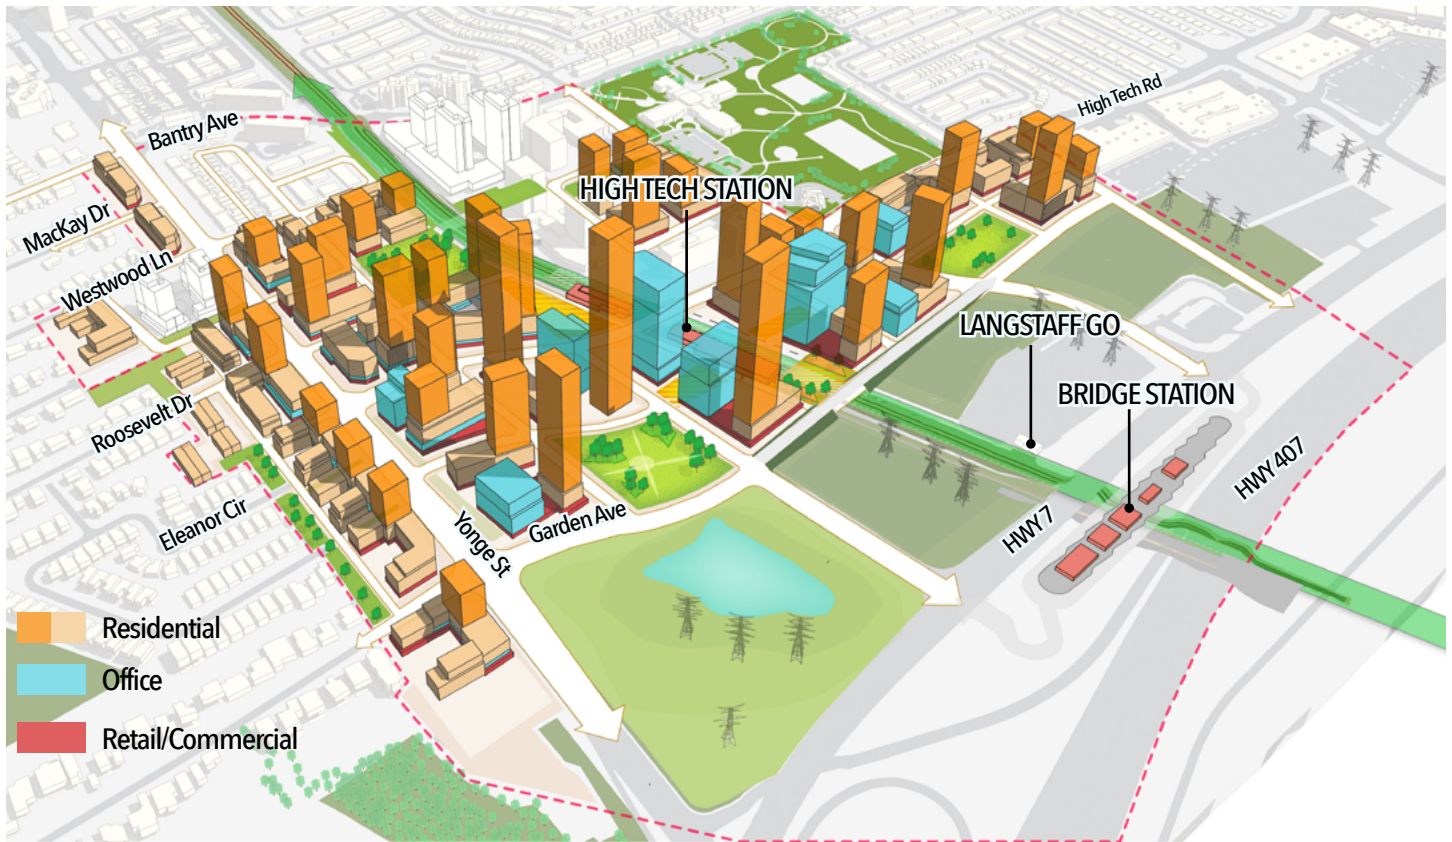 High Tech Rd
Bantry Ave
HIGH TECH STATION
MacKay Dr
Westwood Ln
LANGSTAFF GO
BRIDGE STATION
Roosevelt Dr
HWY 407
Eleanor Cir
Yonge St
Garden Ave
HWY 7
Residential
Office
Retail/Commercial